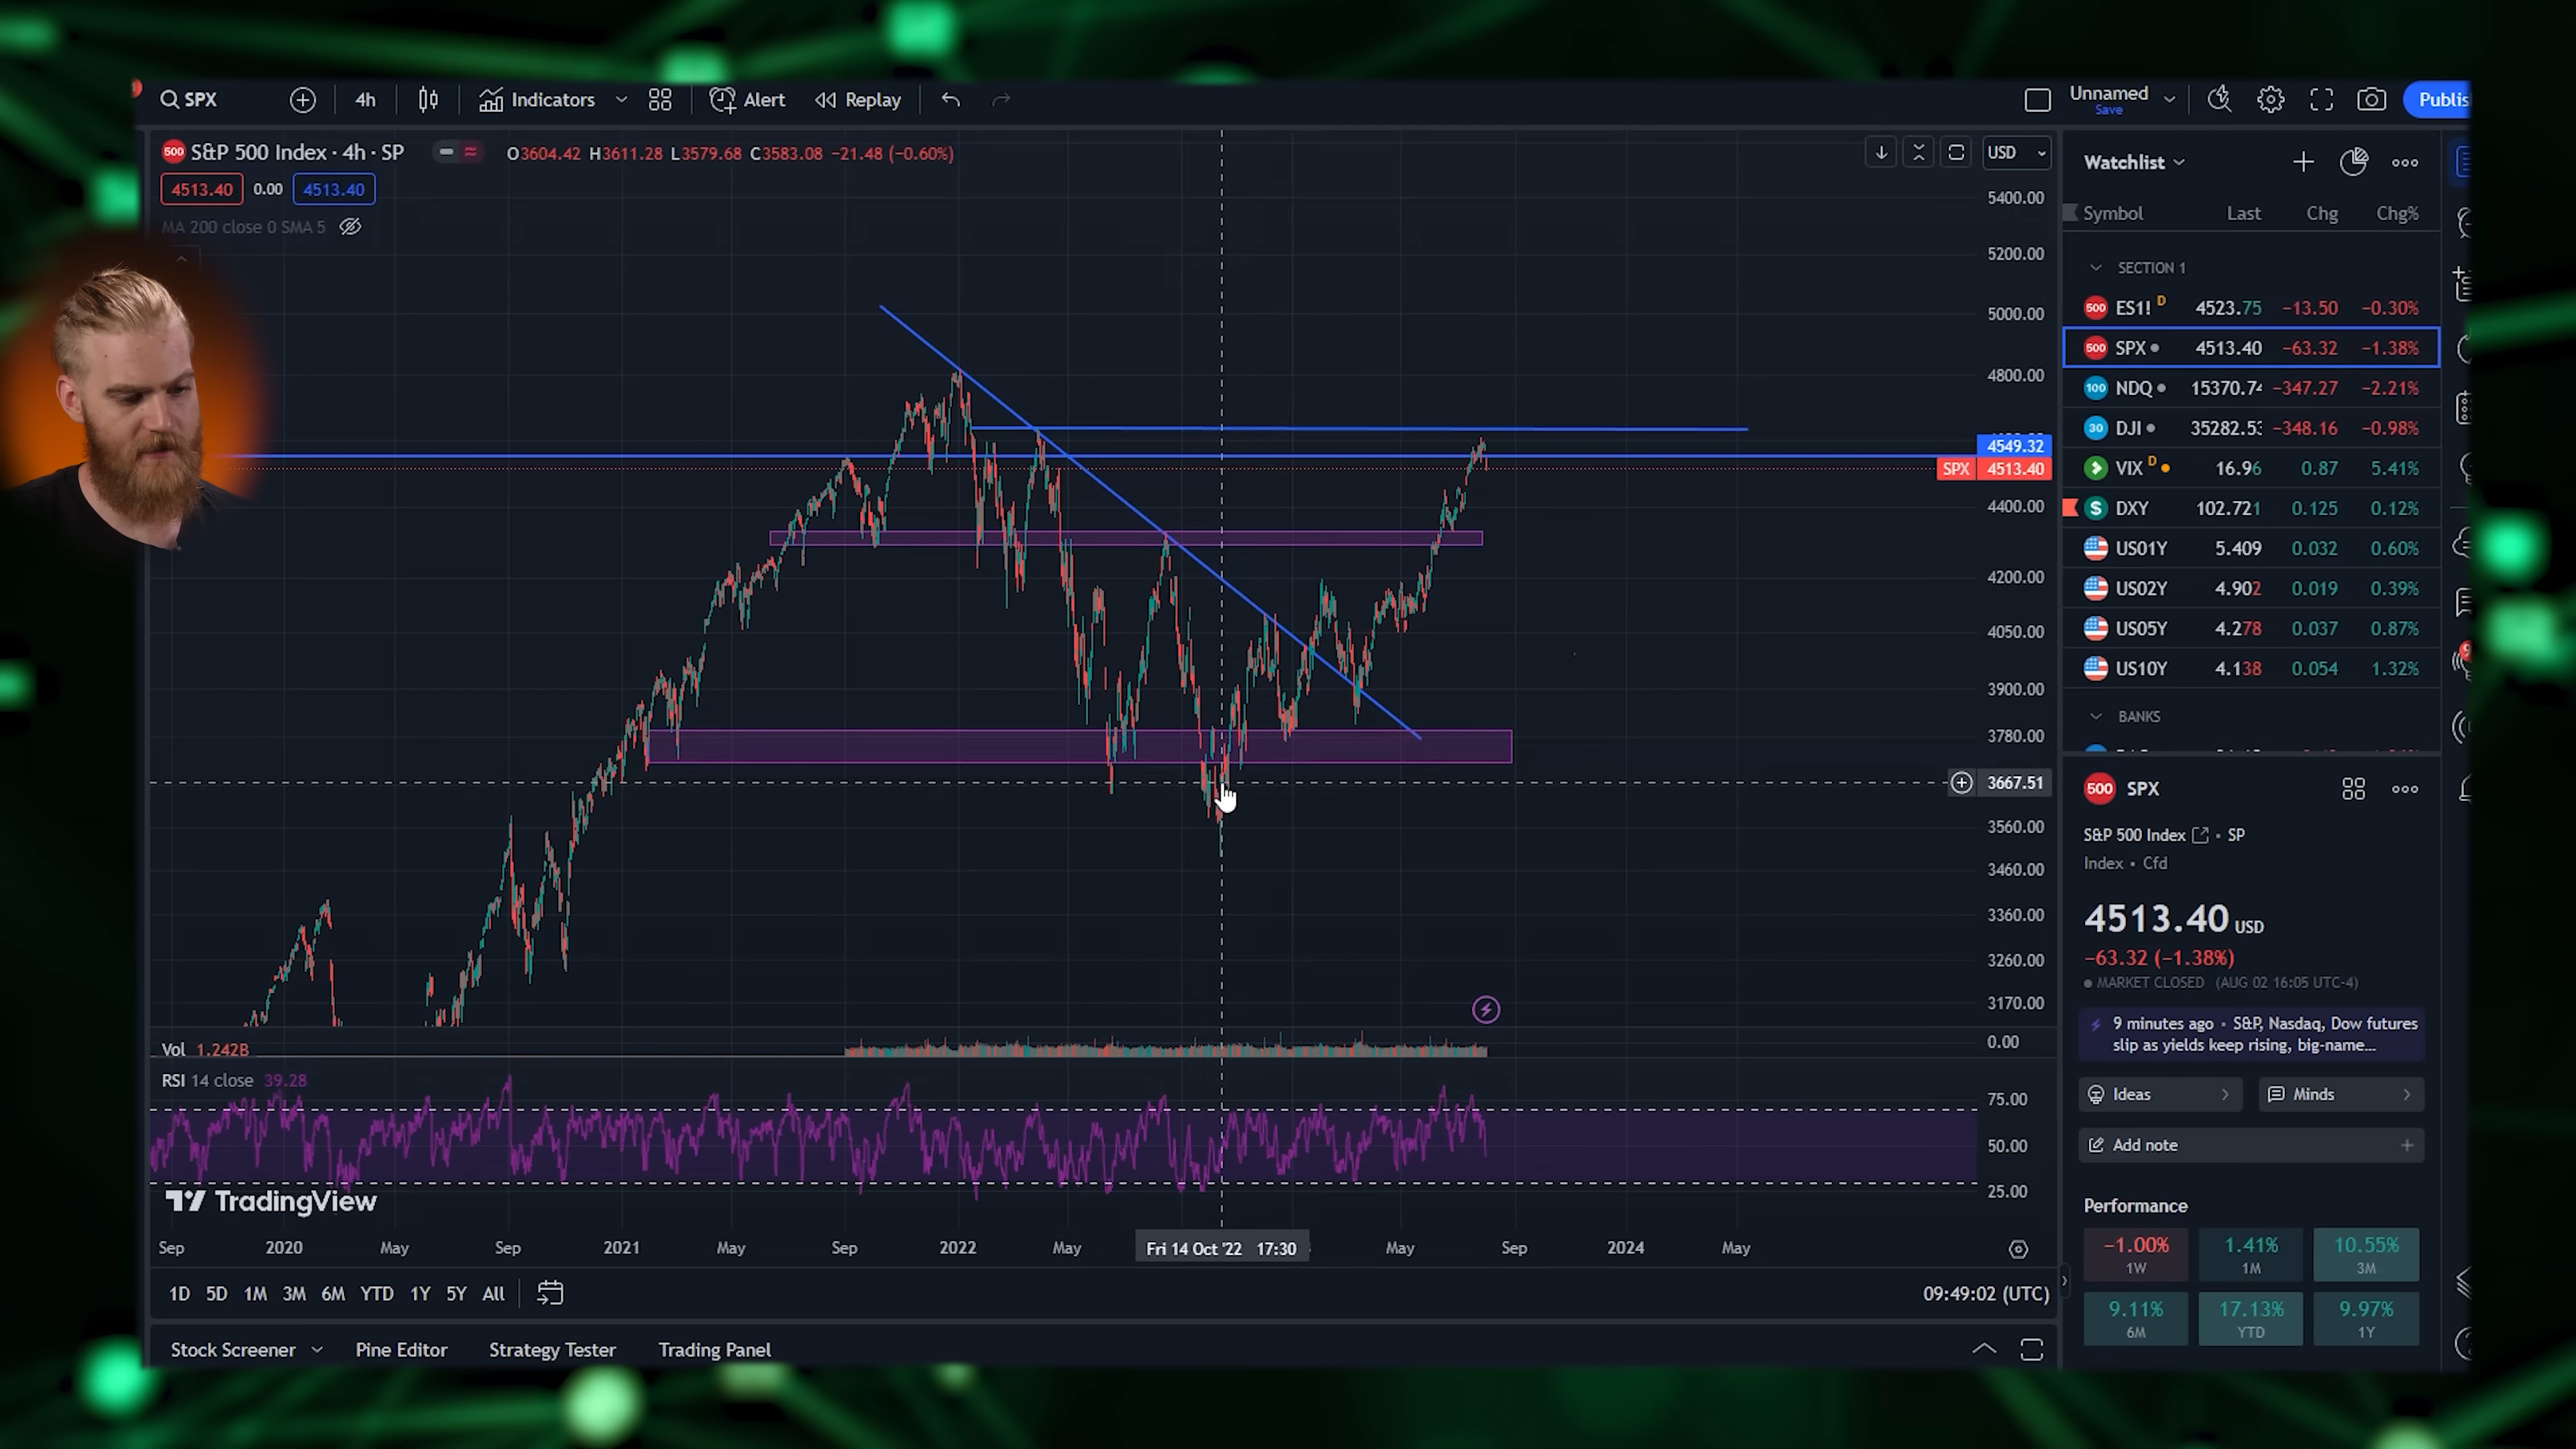 SPX
4h
Indicators
Alert
Replay
Unnamed
Save
500 S&P 500 Index · 4h · SP
O3604.42 H3611.28 L3579.68 C3583.08 −21.48 (−0.60%)
4513.40 0.00 4513.40
MA 200 close 0 SMA 5
USD
5400.00
5200.00
5000.00
4800.00
4549.32
SPX 4513.40
4400.00
4200.00
4050.00
3900.00
3780.00
3667.51
3560.00
3460.00
3360.00
3260.00
3170.00
Vol 1.242B
0.00
RSI 14 close 39.28
75.00
50.00
25.00
TradingView
Sep 2020 May Sep 2021 May Sep 2022 May Fri 14 Oct '22 17:30 May Sep 2024 May
1D 5D 1M 3M 6M YTD 1Y 5Y All
09:49:02 (UTC)
Stock Screener Pine Editor Strategy Tester Trading Panel
Watchlist
Symbol Last Chg Chg%
SECTION 1
500 ES1! D 4523.75 −13.50 −0.30%
500 SPX 4513.40 −63.32 −1.38%
100 NDQ −347.27 −2.21%
30 DJI −348.16 −0.98%
VIX D 16.96 0.87 5.41%
DXY 102.721 0.125 0.12%
US01Y 5.409 0.032 0.60%
US02Y 4.902 0.019 0.39%
US05Y 4.278 0.037 0.87%
US10Y 4.138 0.054 1.32%
BANKS
500 SPX
S&P 500 Index · SP
Index · Cfd
4513.40 USD
−63.32 (−1.38%)
MARKET CLOSED (AUG 02 16:05 UTC-4)
9 minutes ago · S&P, Nasdaq, Dow futures
slip as yields keep rising, big-name...
Ideas
Minds
Add note
Performance
−1.00% 1.41% 10.55%
1W 1M 3M
9.11% 17.13% 9.97%
6M YTD 1Y